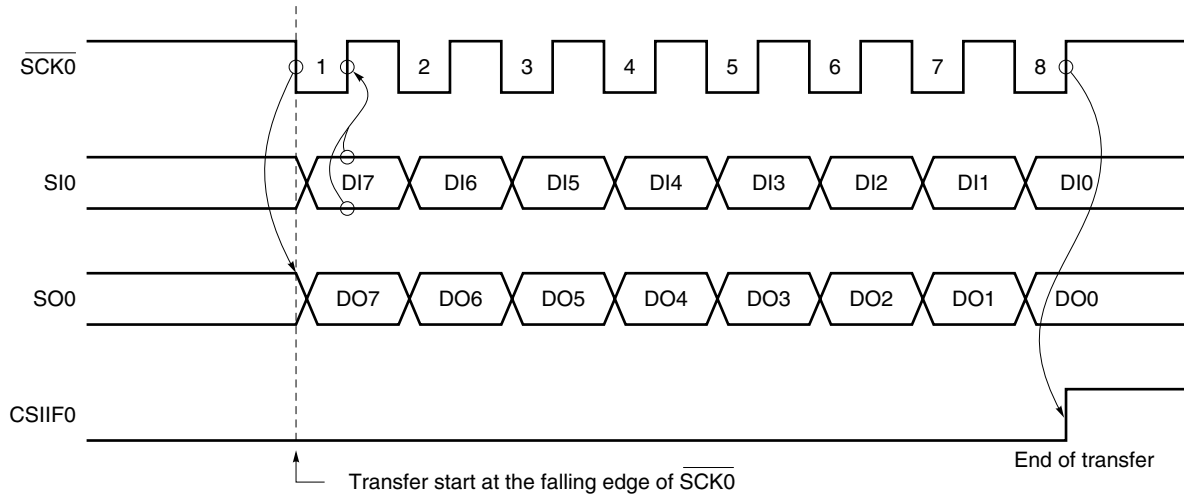 SCK0 1 2 3 4 5 6 7 8
SI0 DI7 DI6 DI5 DI4 DI3 DI2 DI1 DI0
SO0 DO7 DO6 DO5 DO4 DO3 DO2 DO1 DO0
CSIIF0
End of transfer
Transfer start at the falling edge of SCK0